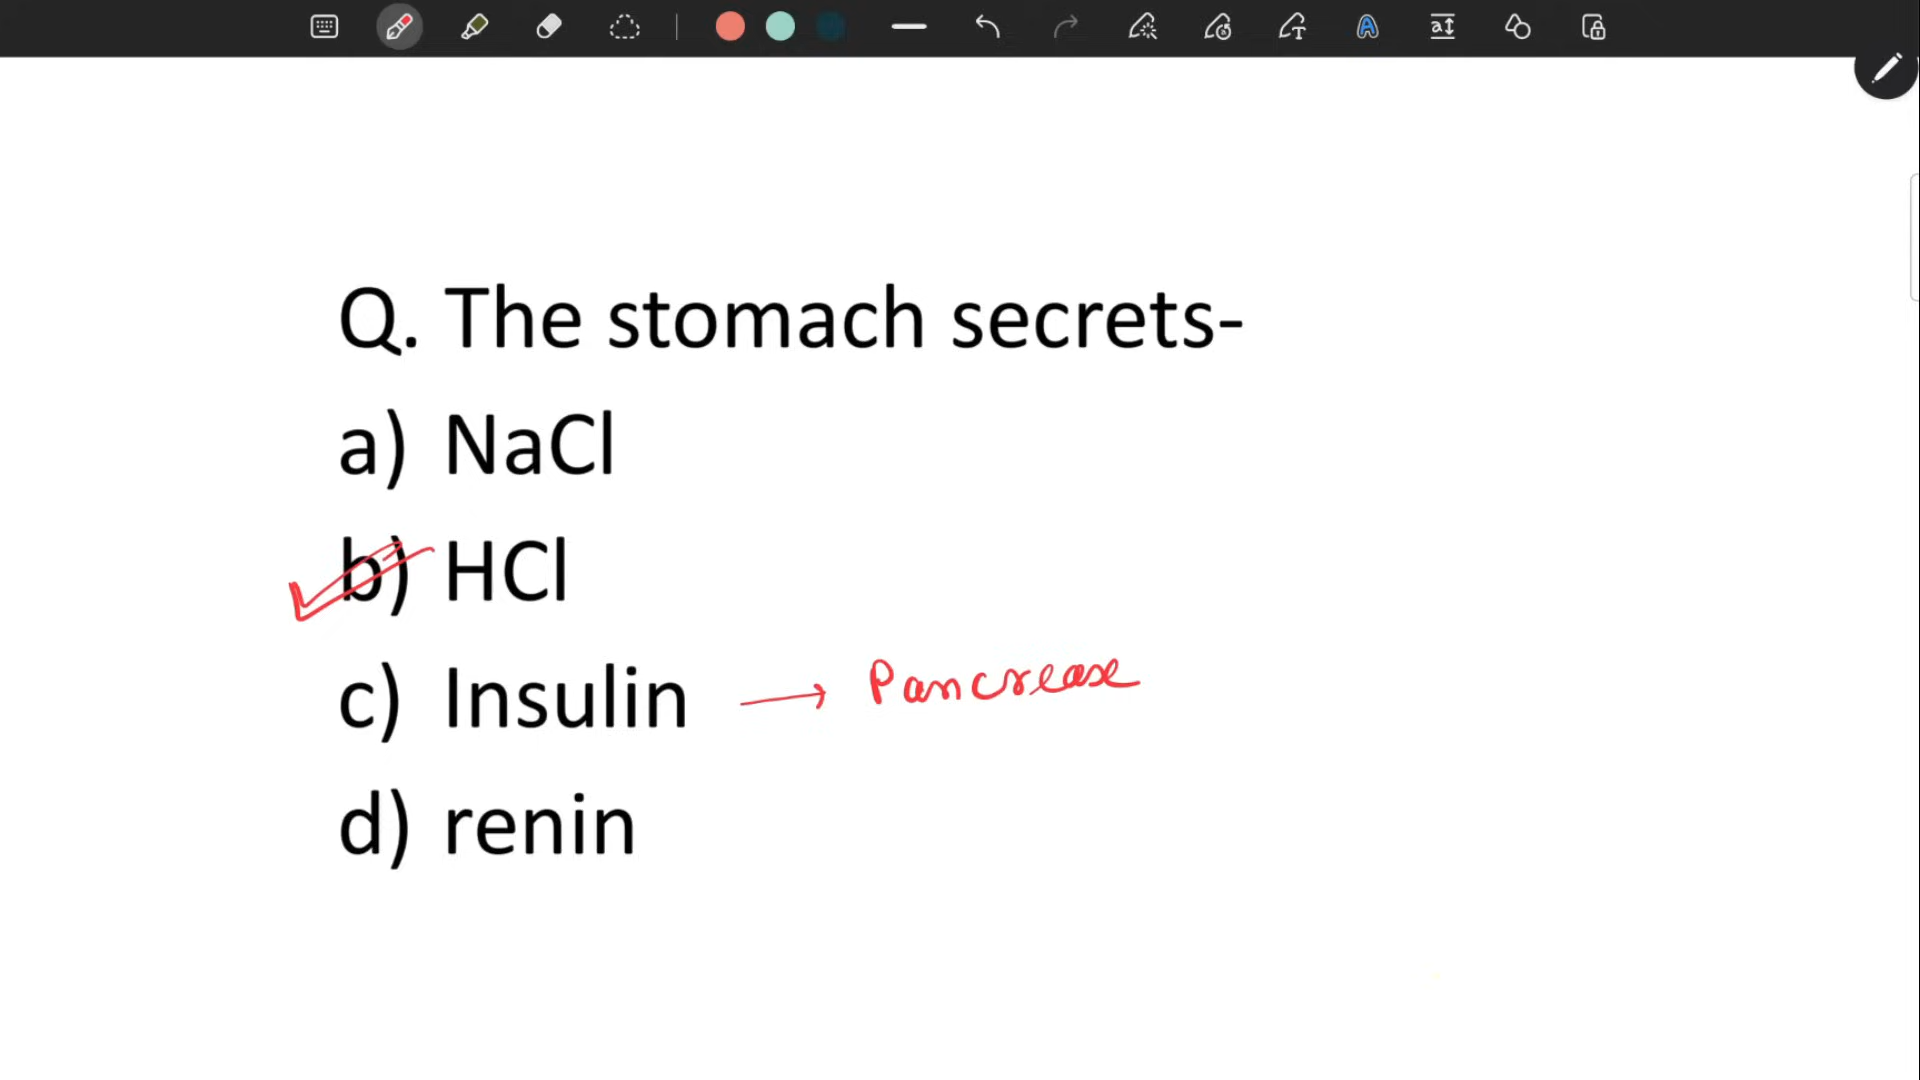 Q. The stomach secrets-
a) NaCl
b) HCl
c) Insulin → Pancrease
d) renin